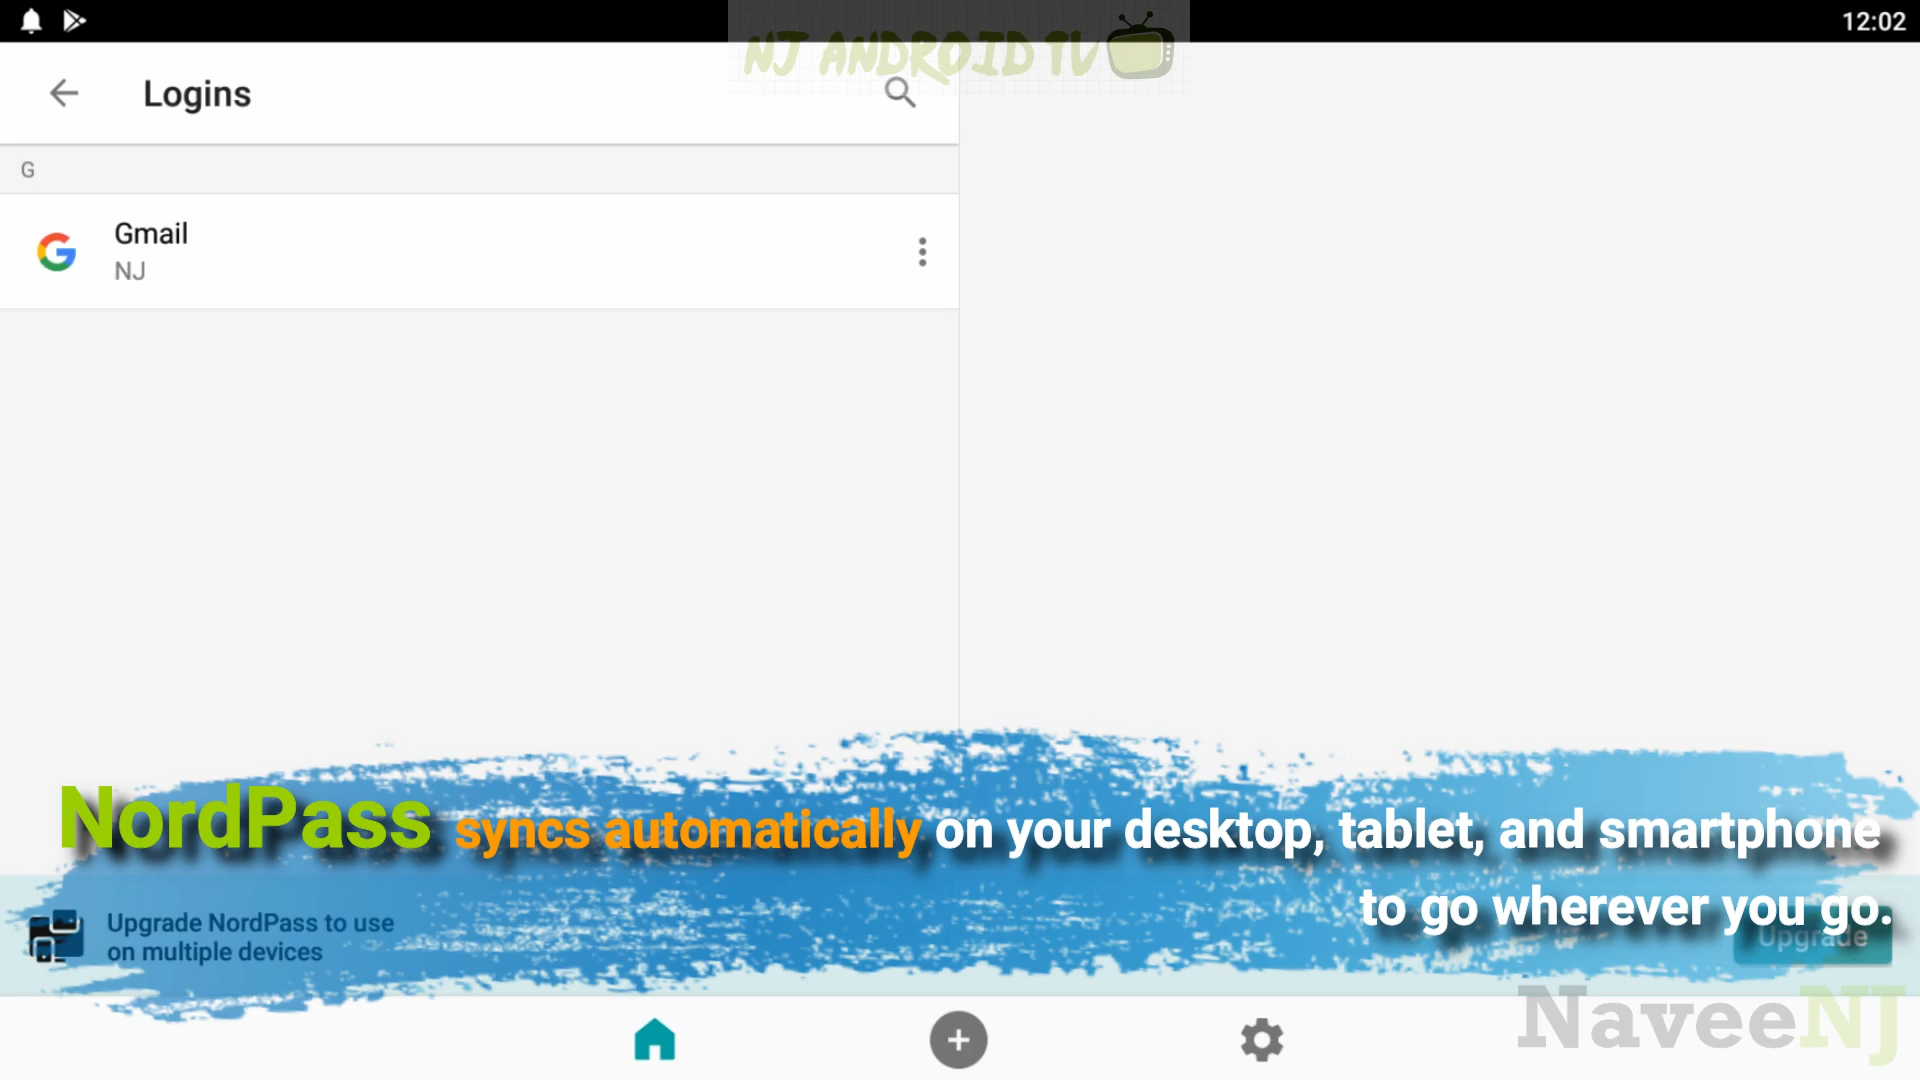 12:02
NJ ANDROID TV
Logins
G
Gmail
NJ
NordPass syncs automatically on your desktop, tablet, and smartphone
to go wherever you go.
Upgrade NordPass to use
on multiple devices
Upgrade
NaveeNJ